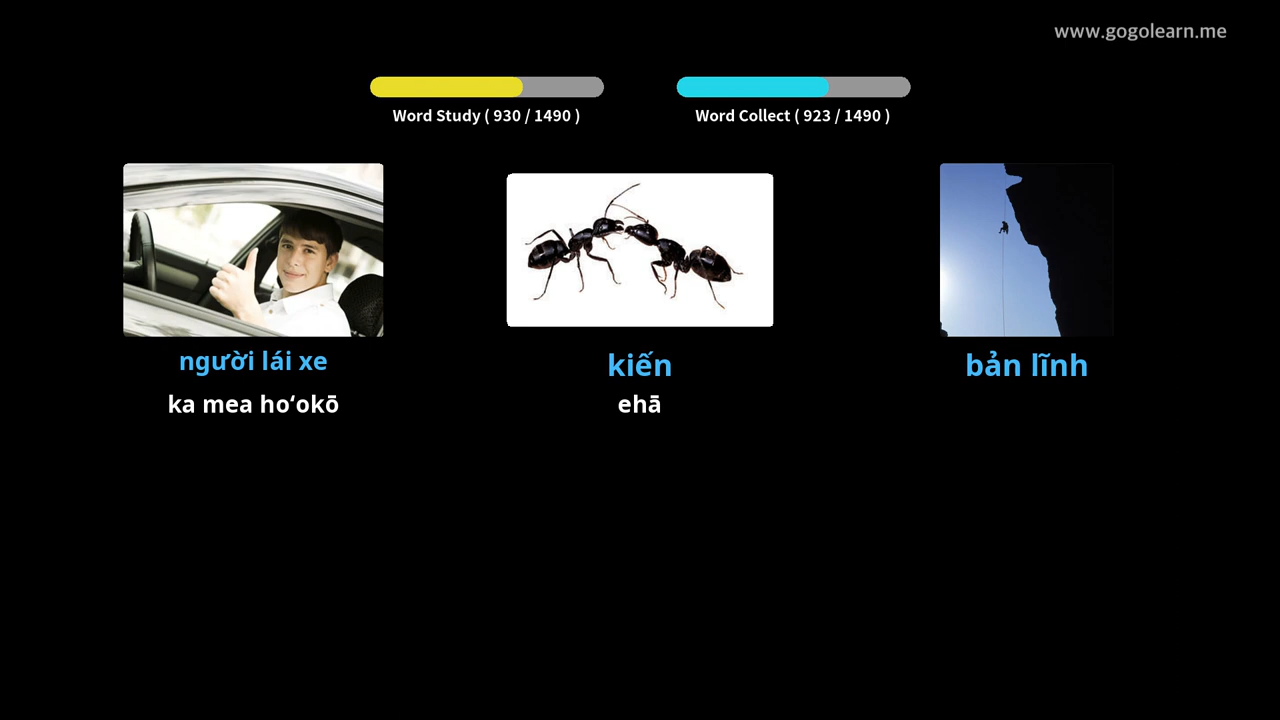 www.gogolearn.me
Word Study ( 930 / 1490 )
Word Collect ( 923 / 1490 )
người lái xe
ka mea hoʻokō
kiến
ehā
bản lĩnh